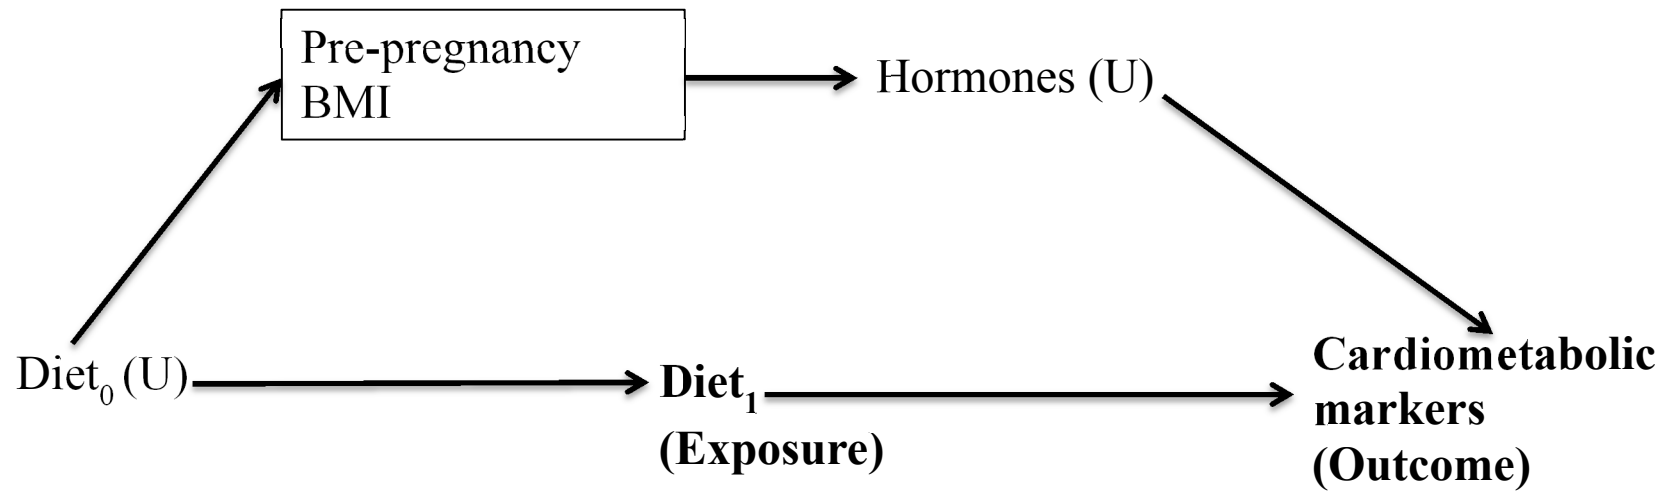 Pre-pregnancy
BMI
Hormones (U)
Diet₀ (U)
Diet₁
(Exposure)
Cardiometabolic
markers
(Outcome)